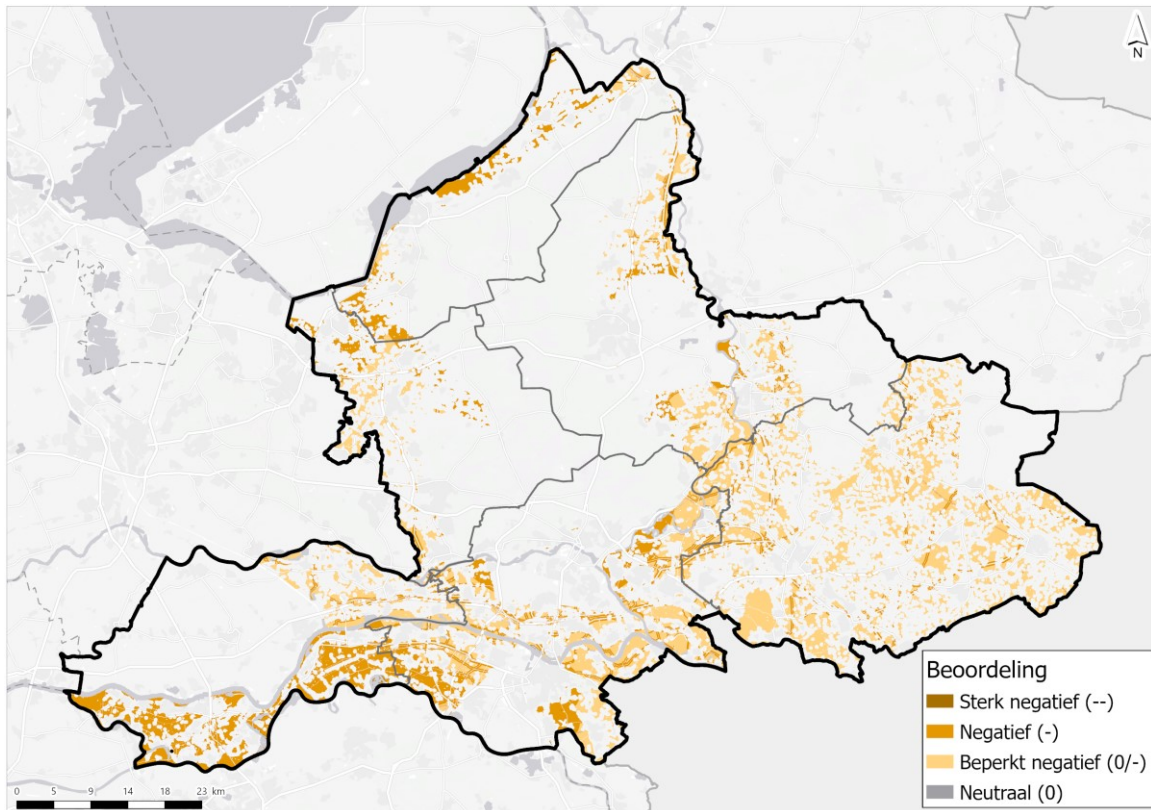 N
Beoordeling
Sterk negatief (--)
Negatief (-)
Beperkt negatief (0/-)
Neutraal (0)
0 5 9 14 18 23 km